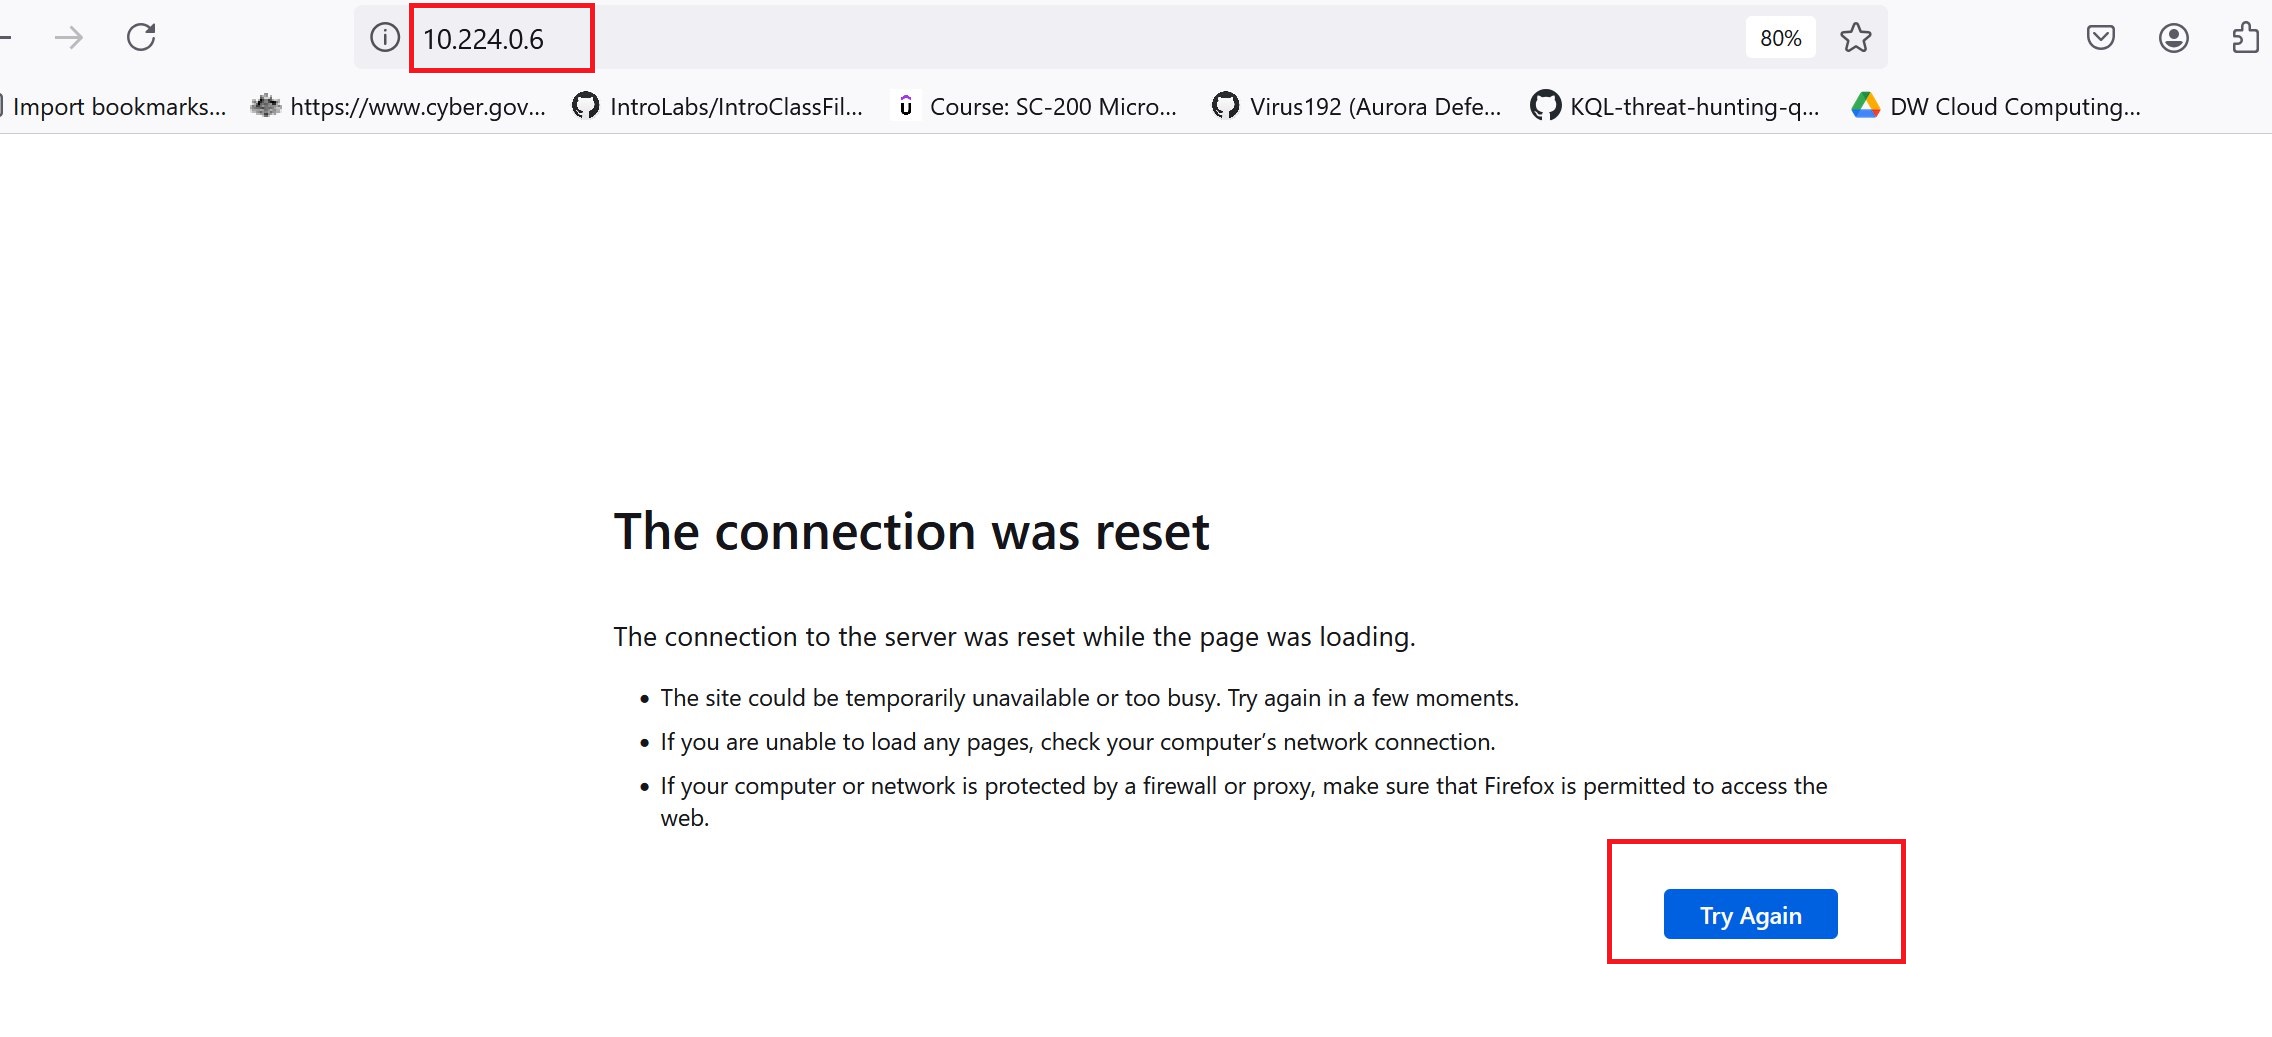 10.224.0.6
80%
Import bookmarks... https://www.cyber.gov... IntroLabs/IntroClassFil... Course: SC-200 Micro... Virus192 (Aurora Defe... KQL-threat-hunting-q... DW Cloud Computing...
The connection was reset
The connection to the server was reset while the page was loading.
• The site could be temporarily unavailable or too busy. Try again in a few moments.
• If you are unable to load any pages, check your computer’s network connection.
• If your computer or network is protected by a firewall or proxy, make sure that Firefox is permitted to access the
web.
Try Again